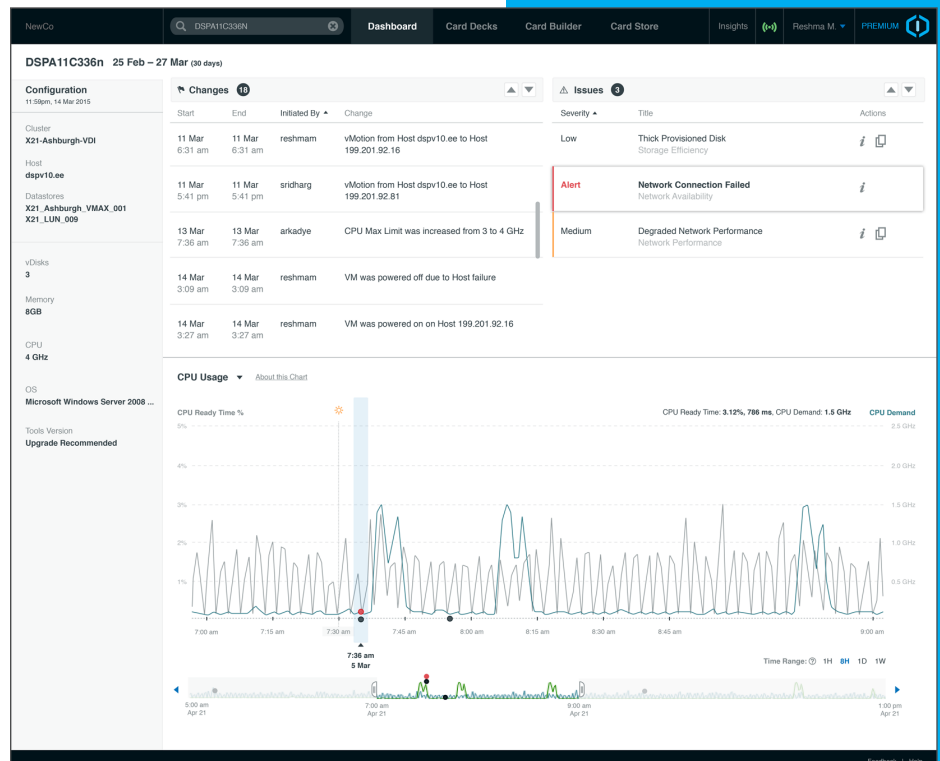 NewCo
DSPA11C336N
Dashboard
Card Decks
Card Builder
Card Store
Insights
Reshma M.
PREMIUM
DSPA11C336n 25 Feb – 27 Mar (30 days)
Configuration
11:59pm, 14 Mar 2015
Cluster
X21-Ashburgh-VDI
Host
dspv10.ee
Datastores
X21_Ashburgh_VMAX_001
X21_LUN_009
vDisks
3
Memory
8GB
CPU
4 GHz
OS
Microsoft Windows Server 2008 ...
Tools Version
Upgrade Recommended
Changes 18
Start End Initiated By Change
11 Mar 11 Mar reshmam vMotion from Host dspv10.ee to Host
6:31 am 6:31 am 199.201.92.16
11 Mar 11 Mar sridharg vMotion from Host dspv10.ee to Host
5:41 pm 5:41 pm 199.201.92.81
13 Mar 13 Mar arkadye CPU Max Limit was increased from 3 to 4 GHz
7:36 am 7:36 am
14 Mar 14 Mar reshmam VM was powered off due to Host failure
3:09 am 3:09 am
14 Mar 14 Mar reshmam VM was powered on on Host 199.201.92.16
3:27 am 3:27 am
Issues 3
Severity Title Actions
Low Thick Provisioned Disk
Storage Efficiency
Alert Network Connection Failed
Network Availability
Medium Degraded Network Performance
Network Performance
CPU Usage About this Chart
CPU Ready Time % CPU Ready Time: 3.12%, 786 ms, CPU Demand: 1.5 GHz CPU Demand
5% 2.5 GHz
4% 2.0 GHz
3% 1.5 GHz
2% 1.0 GHz
1% 0.5 GHz
7:00 am 7:15 am 7:30 am 7:45 am 8:00 am 8:15 am 8:30 am 8:45 am 9:00 am
7:36 am
5 Mar
Time Range: 1H 8H 1D 1W
5:00 am 7:00 am 9:00 am 1:00 pm
Apr 21 Apr 21 Apr 21 Apr 21
Feedback | Help